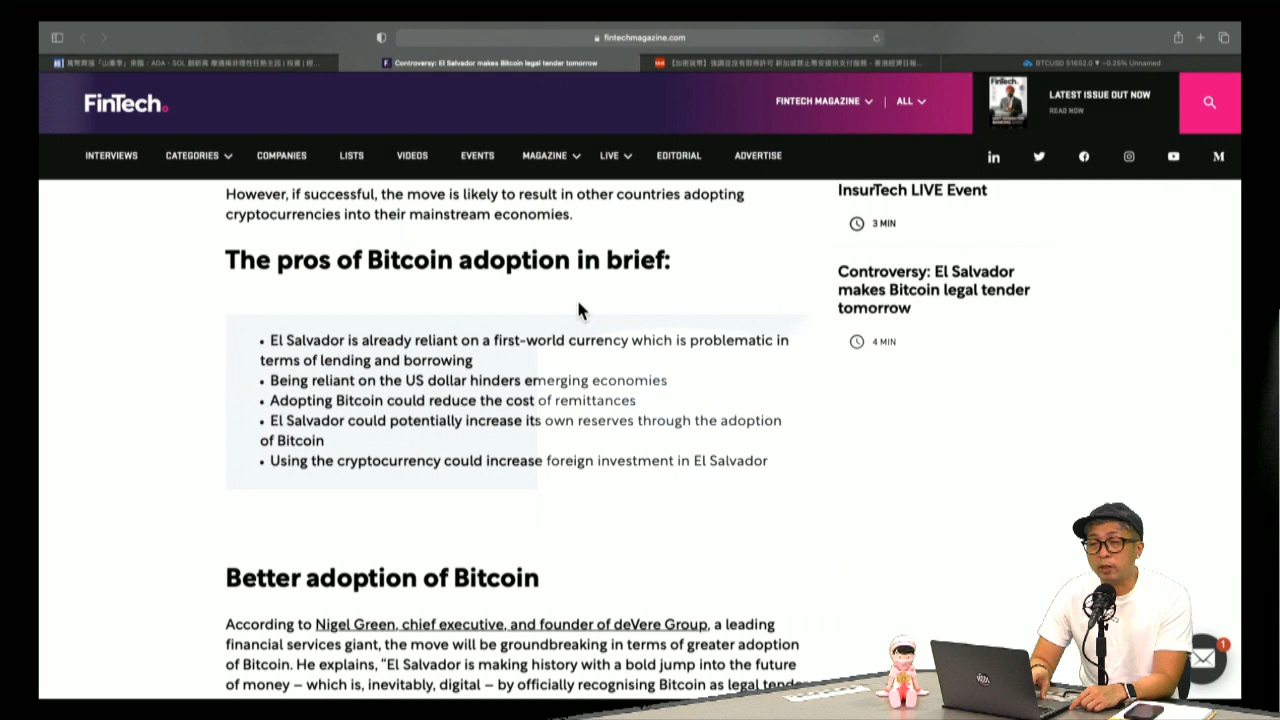 fintechmagazine.com
Controversy: El Salvador makes Bitcoin legal tender tomorrow
BTCUSD 51652.0 ▼ −0.25% Unnamed
FinTech.
FINTECH MAGAZINE
ALL
FinTech.
LATEST ISSUE OUT NOW
READ NOW
INTERVIEWS
CATEGORIES
COMPANIES
LISTS
VIDEOS
EVENTS
MAGAZINE
LIVE
EDITORIAL
ADVERTISE
However, if successful, the move is likely to result in other countries adopting
cryptocurrencies into their mainstream economies.
The pros of Bitcoin adoption in brief:
• El Salvador is already reliant on a first-world currency which is problematic in
terms of lending and borrowing
• Being reliant on the US dollar hinders emerging economies
• Adopting Bitcoin could reduce the cost of remittances
• El Salvador could potentially increase its own reserves through the adoption
of Bitcoin
• Using the cryptocurrency could increase foreign investment in El Salvador
Better adoption of Bitcoin
According to Nigel Green, chief executive, and founder of deVere Group, a leading
financial services giant, the move will be groundbreaking in terms of greater adoption
of Bitcoin. He explains, “El Salvador is making history with a bold jump into the future
of money – which is, inevitably, digital – by officially recognising Bitcoin as legal tende
InsurTech LIVE Event
3 MIN
Controversy: El Salvador
makes Bitcoin legal tender
tomorrow
4 MIN
1